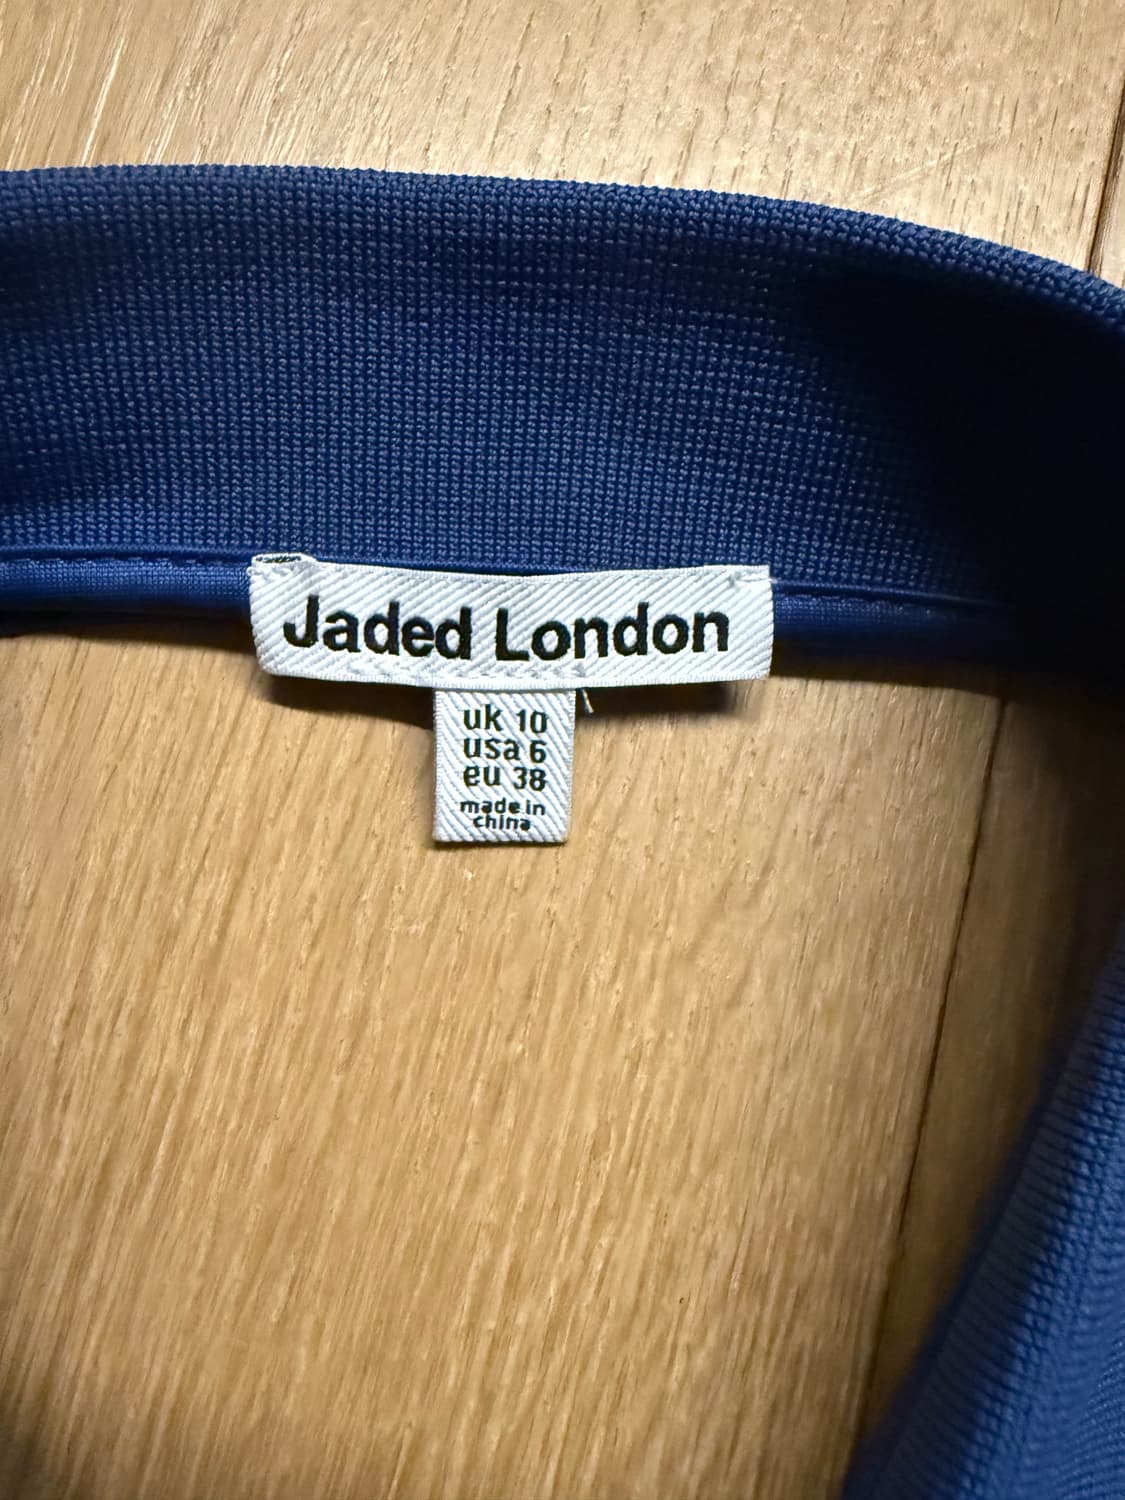 Jaded London
uk 10
usa 6
eu 38
made in
china